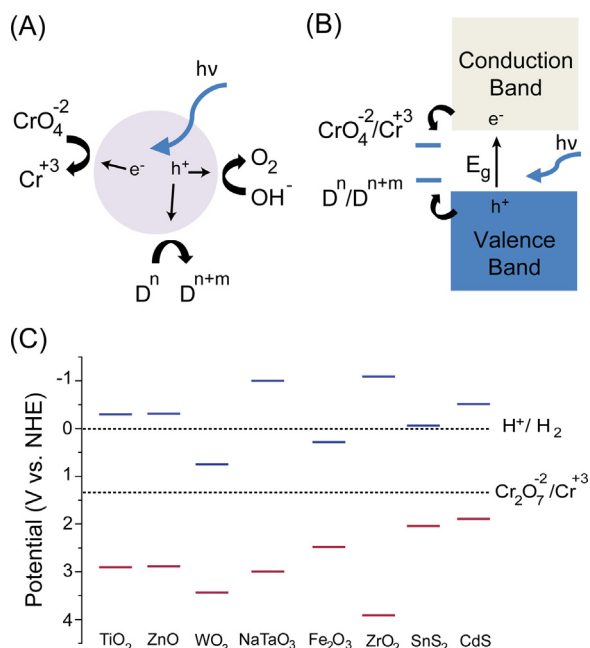 (A)
hν
CrO₄⁻²
Cr⁺³
e⁻
h⁺
O₂
OH⁻
Dⁿ
Dⁿ⁺ᵐ
(B)
Conduction
Band
e⁻
CrO₄⁻²/Cr⁺³
hν
E_g
Dⁿ/Dⁿ⁺ᵐ
h⁺
Valence
Band
(C)
Potential (V vs. NHE)
-1
0
1
2
3
4
H⁺/ H₂
Cr₂O₇⁻²/Cr⁺³
TiO₂ ZnO WO₃ NaTaO₃ Fe₂O₃ ZrO₂ SnS₂ CdS